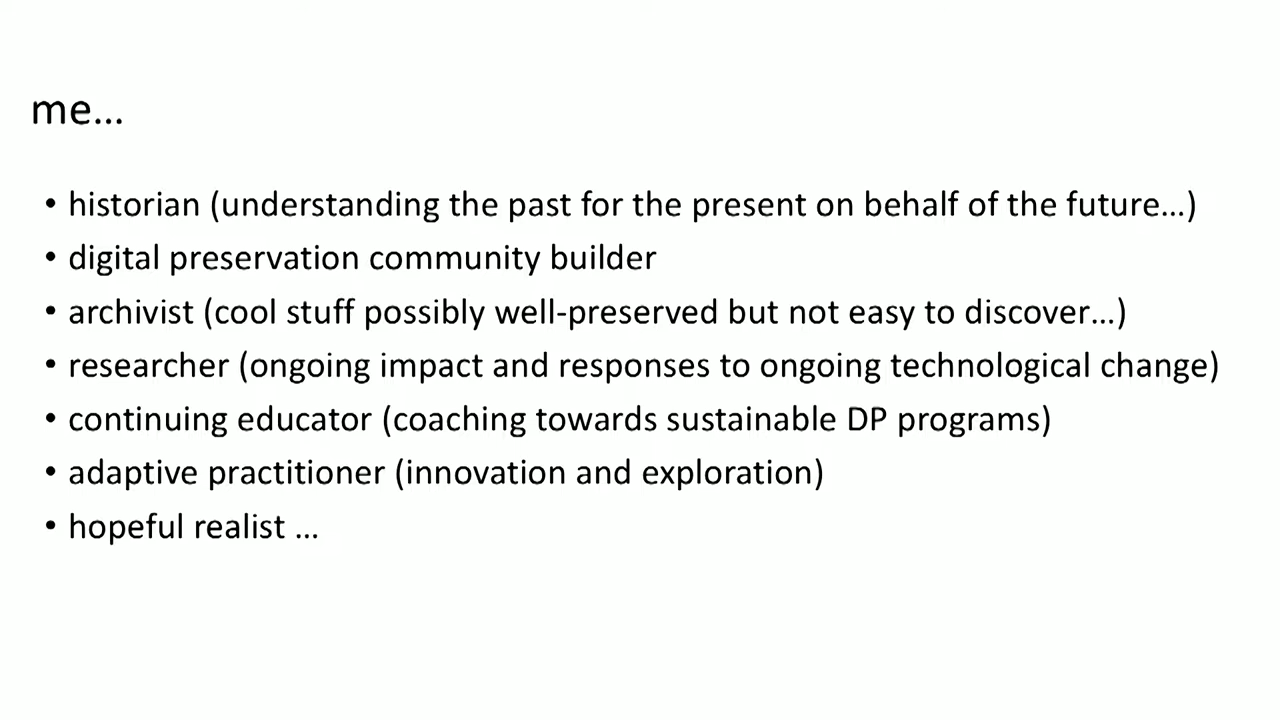 me…
• historian (understanding the past for the present on behalf of the future…)
• digital preservation community builder
• archivist (cool stuff possibly well-preserved but not easy to discover…)
• researcher (ongoing impact and responses to ongoing technological change)
• continuing educator (coaching towards sustainable DP programs)
• adaptive practitioner (innovation and exploration)
• hopeful realist …